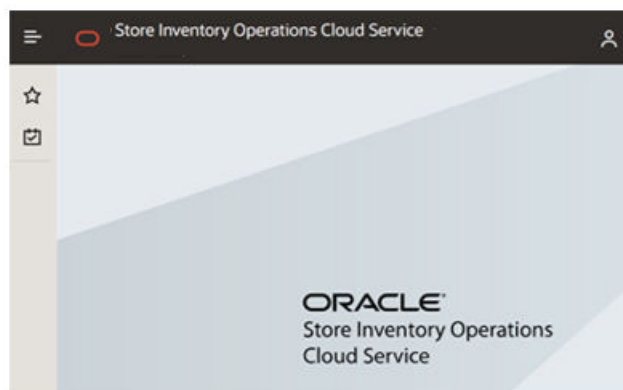 Store Inventory Operations Cloud Service
ORACLE
Store Inventory Operations
Cloud Service